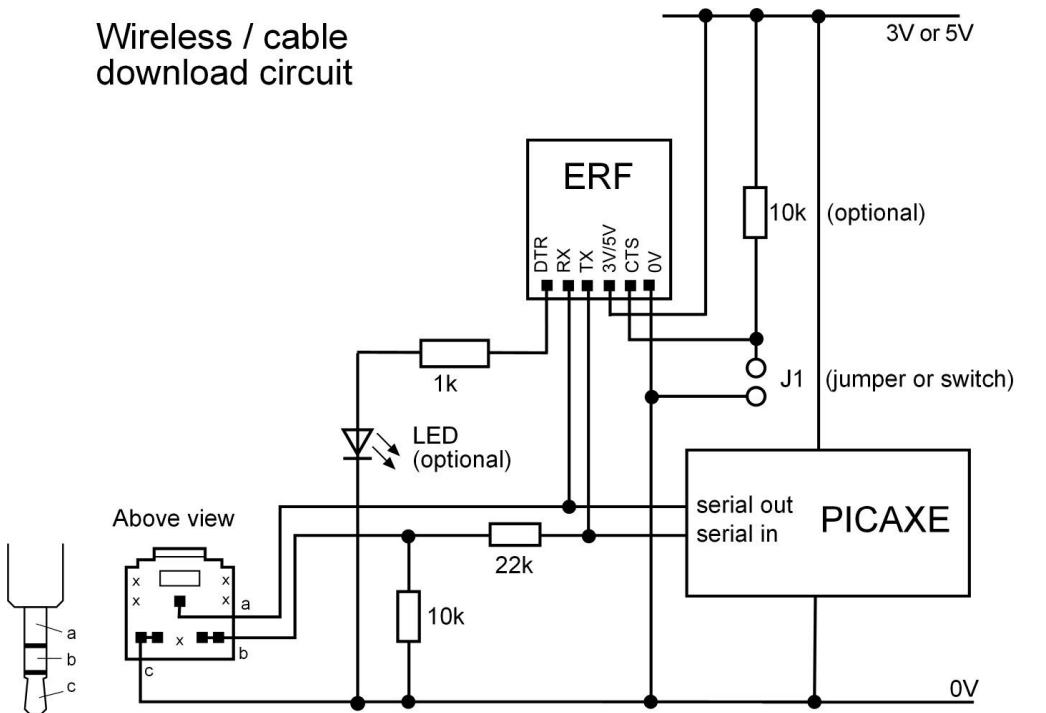 Wireless / cable
download circuit
3V or 5V
ERF
DTR
RX
TX
3V/5V
CTS
0V
10k
(optional)
1k
J1
(jumper or switch)
LED
(optional)
Above view
serial out
serial in
PICAXE
22k
10k
x
x
x
x
x
a
b
c
a
b
c
0V